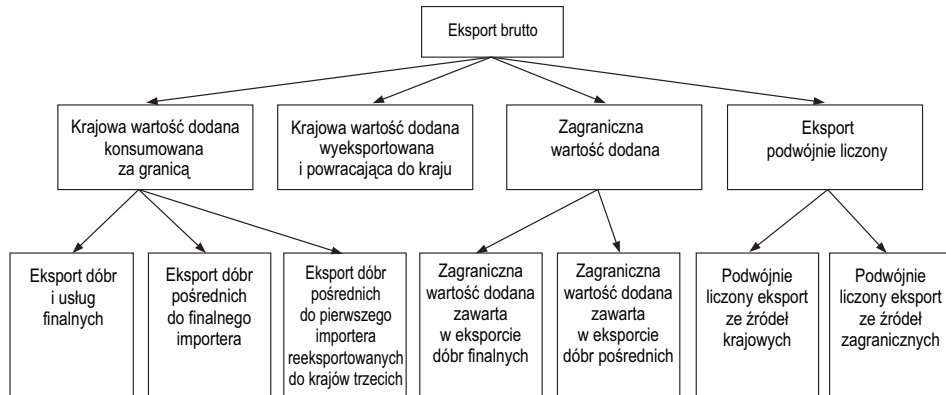 Eksport brutto
Krajowa wartość dodana
konsumowana
za granicą
Krajowa wartość dodana
wyeksportowana
i powracająca do kraju
Zagraniczna
wartość dodana
Eksport
podwójnie liczony
Eksport dóbr
i usług
finalnych
Eksport dóbr
pośrednich
do finalnego
importera
Eksport dóbr
pośrednich
do pierwszego
importera
reeksportowanych
do krajów trzecich
Zagraniczna
wartość dodana
zawarta
w eksporcie
dóbr finalnych
Zagraniczna
wartość dodana
zawarta
w eksporcie
dóbr pośrednich
Podwójnie
liczony eksport
ze źródeł
krajowych
Podwójnie
liczony eksport
ze źródeł
zagranicznych